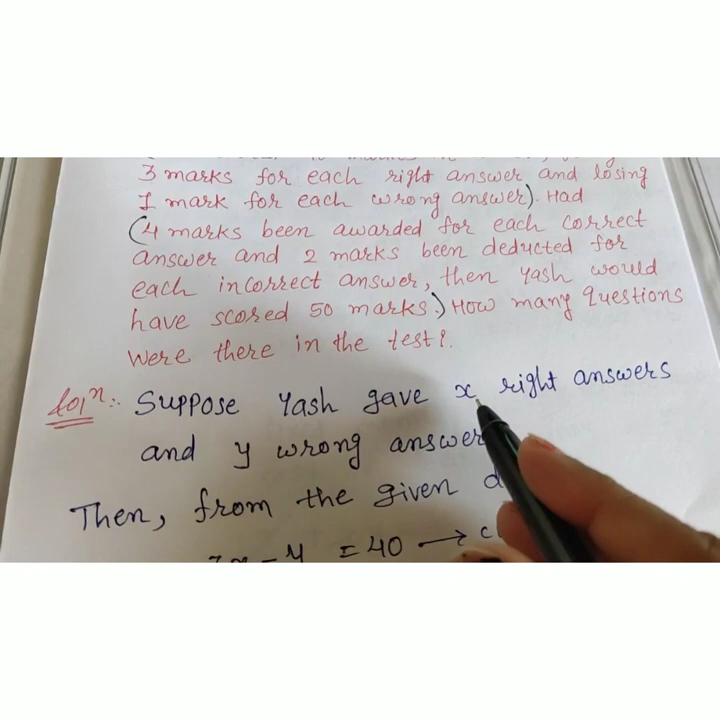 3 marks for each right answer and losing
1 mark for each wrong answer). Had
(4 marks been awarded for each correct
answer and 2 marks been deducted for
each incorrect answer, then Yash would
have scored 50 marks.) How many questions
were there in the test?
Solⁿ:- Suppose Yash gave x right answers
and y wrong answer
Then, from the given
= 40 →